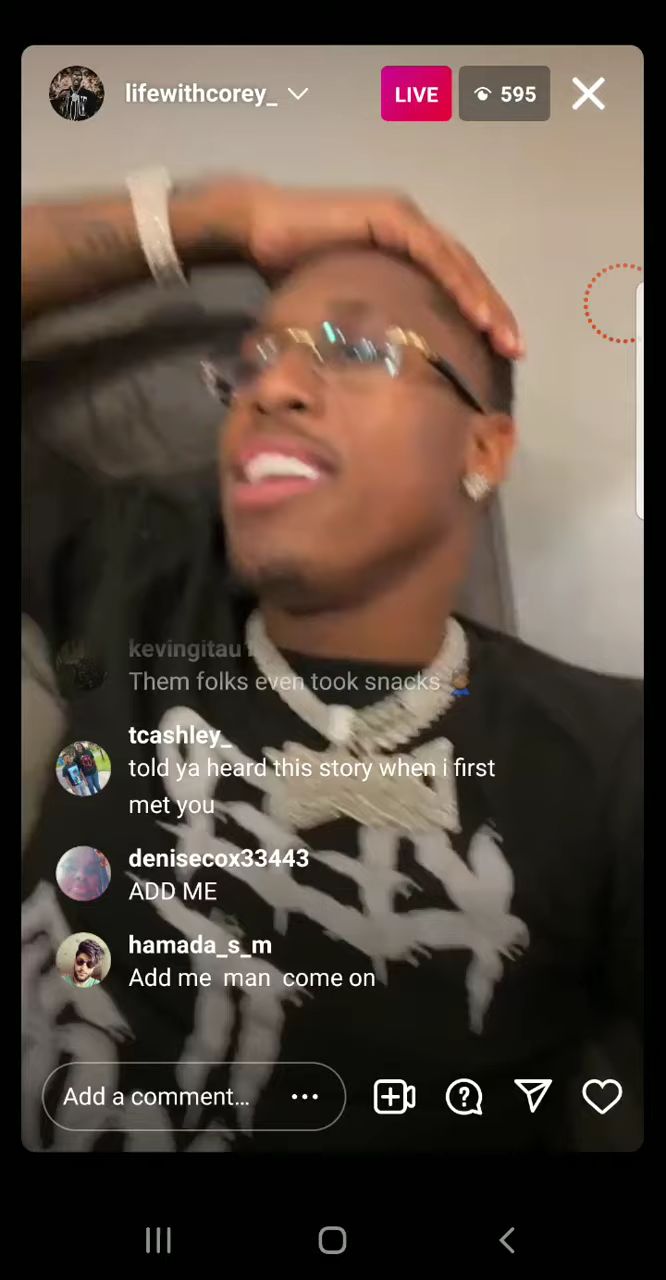 lifewithcorey_
LIVE
595
kevingitau
Them folks even took snacks
tcashley_
told ya heard this story when i first
met you
denisecox33443
ADD ME
hamada_s_m
Add me man come on
Add a comment...